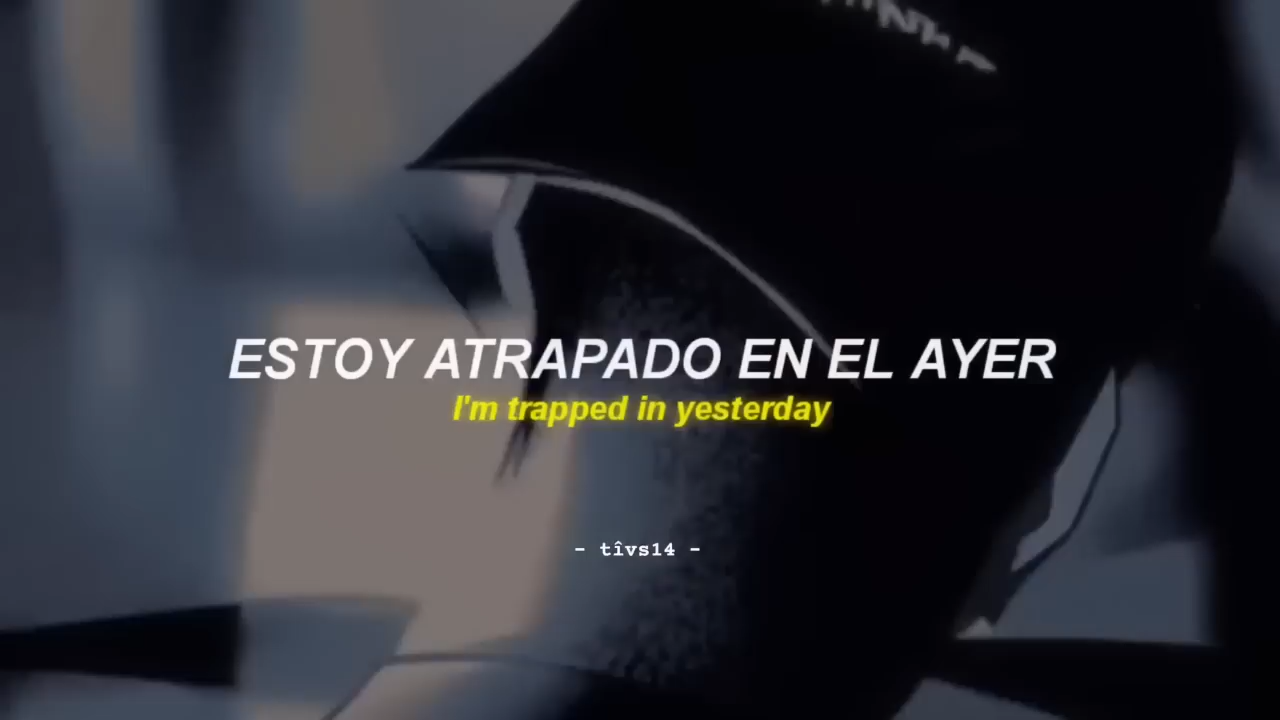 ESTOY ATRAPADO EN EL AYER
I'm trapped in yesterday
- tîvs14 -